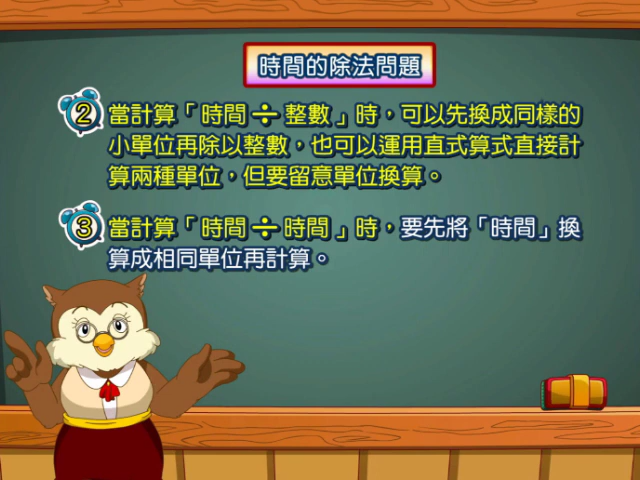 時間的除法問題
②當計算「時間÷整數」時，可以先換成同樣的
小單位再除以整數，也可以運用直式算式直接計
算兩種單位，但要留意單位換算。
③當計算「時間÷時間」時，要先將「時間」換
算成相同單位再計算。